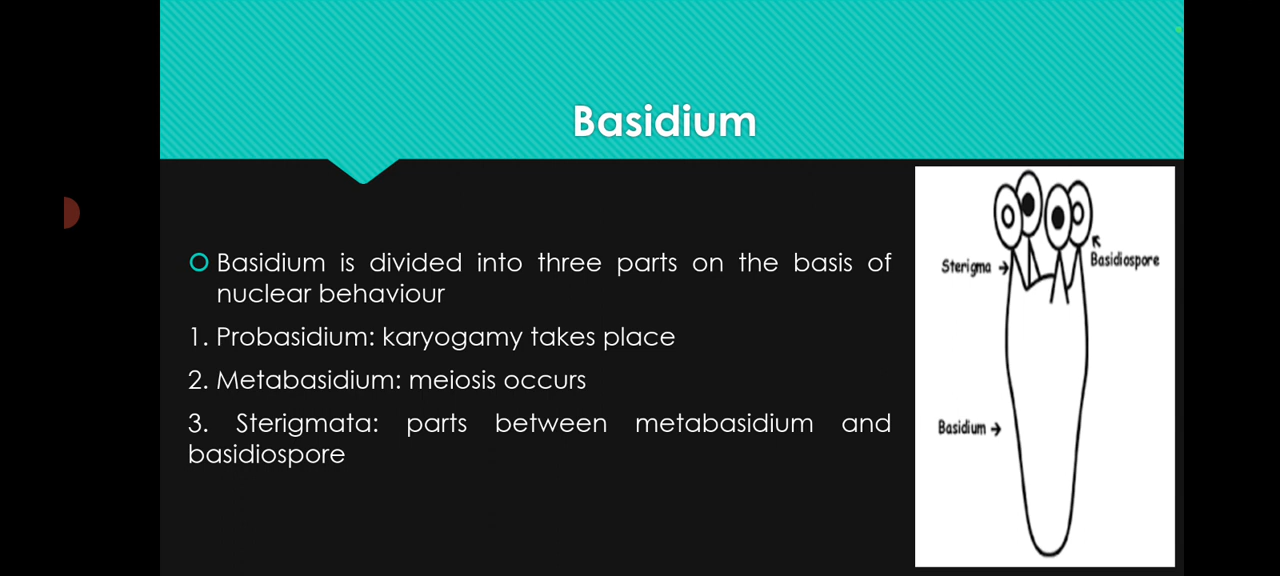 Basidium
Basidium is divided into three parts on the basis of
nuclear behaviour
1. Probasidium: karyogamy takes place
2. Metabasidium: meiosis occurs
3. Sterigmata: parts between metabasidium and
basidiospore
Sterigma →
Basidiospore
Basidium →